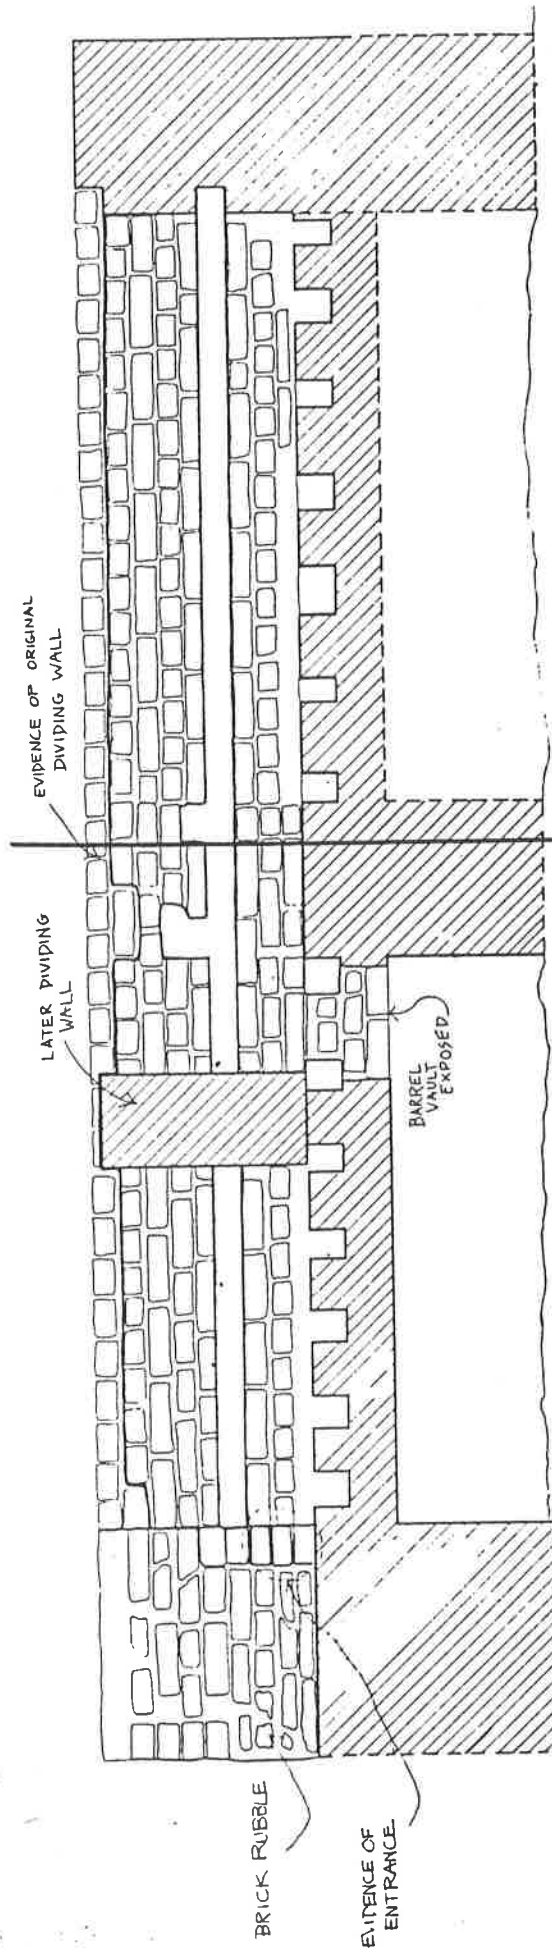 EVIDENCE OF ORIGINAL
DIVIDING WALL
LATER DIVIDING
WALL
BARREL
VAULT
EXPOSED
BRICK RUBBLE
EVIDENCE OF
ENTRANCE